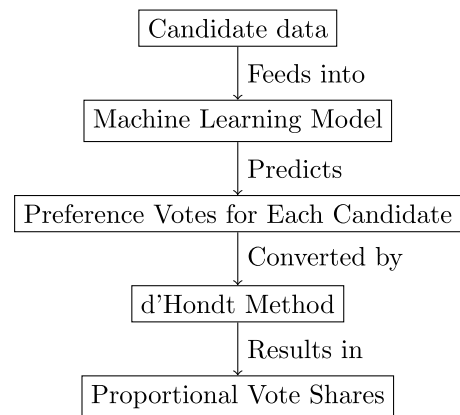 Candidate data
Feeds into
Machine Learning Model
Predicts
Preference Votes for Each Candidate
Converted by
d'Hondt Method
Results in
Proportional Vote Shares